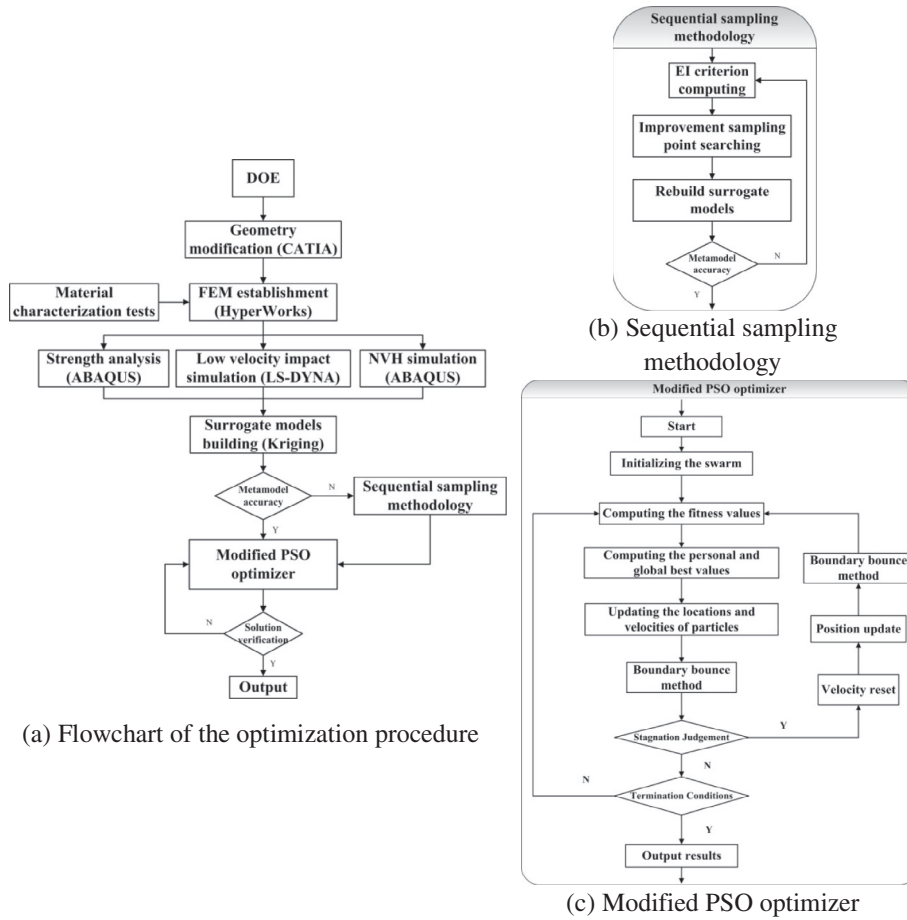 DOE
Geometry
modification (CATIA)
Material
characterization tests
FEM establishment
(HyperWorks)
Strength analysis
(ABAQUS)
Low velocity impact
simulation (LS-DYNA)
NVH simulation
(ABAQUS)
Surrogate models
building (Kriging)
Metamodel
accuracy
N
Sequential sampling
methodology
Y
Modified PSO
optimizer
N
Solution
verification
Y
Output
(a) Flowchart of the optimization procedure
Sequential sampling
methodology
EI criterion
computing
Improvement sampling
point searching
Rebuild surrogate
models
Metamodel
accuracy
N
Y
(b) Sequential sampling
methodology
Modified PSO optimizer
Start
Initializing the swarm
Computing the fitness values
Computing the personal and
global best values
Updating the locations and
velocities of particles
Boundary bounce
method
Stagnation Judgement
Y
Velocity reset
Position update
Boundary bounce
method
N
Termination Conditions
N
Y
Output results
(c) Modified PSO optimizer